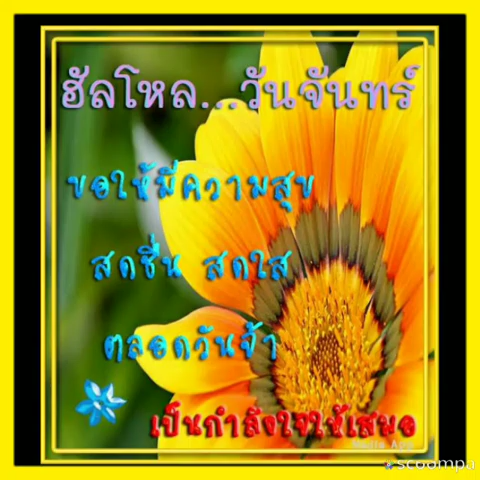 ฮัลโหล...วันจันทร์
ขอให้มีความสุข
สดชื่น สดใส
ตลอดวันจ้า
เป็นกำลังใจให้เสมอ
scoompa